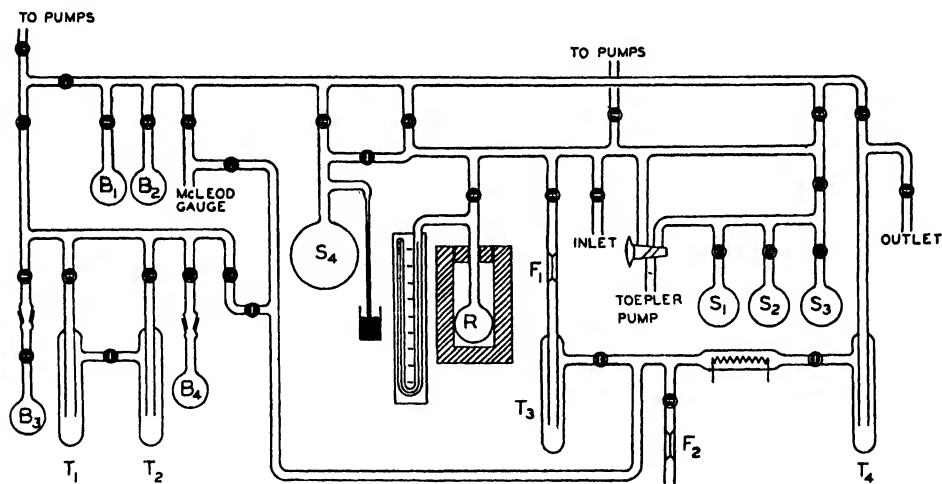 TO PUMPS
TO PUMPS
B1
B2
McLEOD
GAUGE
S4
INLET
OUTLET
F1
TOEPLER
PUMP
S1
S2
S3
R
B3
B4
T1
T2
T3
F2
T4